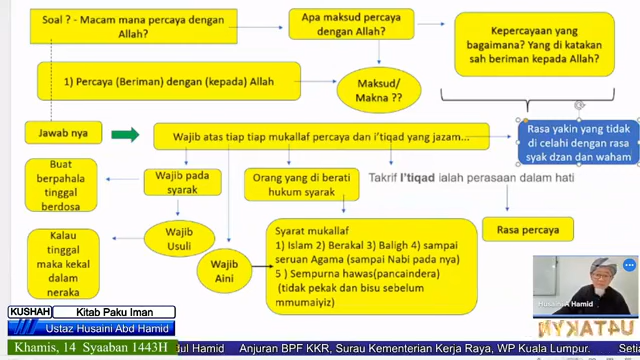 Soal ? - Macam mana percaya dengan
Allah?
Apa maksud percaya
dengan Allah?
Kepercayaan yang
bagaimana? Yang di katakan
sah beriman kepada Allah?
1) Percaya (Beriman) dengan (kepada) Allah
Maksud/
Makna ??
Jawab nya
Wajib atas tiap tiap mukallaf percaya dan i'tiqad yang jazam...
Rasa yakin yang tidak
di celahi dengan rasa
syak dzan dan waham
Buat
berpahala
tinggal
berdosa
Wajib pada
syarak
Orang yang di berati
hukum syarak
Takrif I'tiqad ialah perasaan dalam hati
Rasa percaya
Wajib
Usuli
Kalau
tinggal
maka kekal
dalam
neraka
Wajib
Aini
Syarat mukallaf
1) Islam 2) Berakal 3) Baligh 4) sampai
seruan Agama (sampai Nabi pada nya)
5 ) Sempurna hawas(pancaindera)
(tidak pekak dan bisu sebelum
mmumaiyiz)
Husaini A Hamid
U4TAKYN
KUSHAH Kitab Paku Iman
Ustaz Husaini Abd Hamid
Khamis, 14 Syaaban 1443H
dul Hamid Anjuran BPF KKR, Surau Kementerian Kerja Raya, WP Kuala Lumpur. Setia